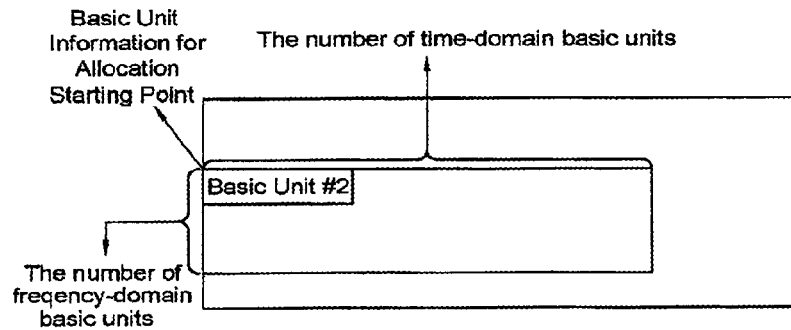 Basic Unit
Information for
Allocation
Starting Point
The number of time-domain basic units
Basic Unit #2
The number of
freqency-domain
basic units